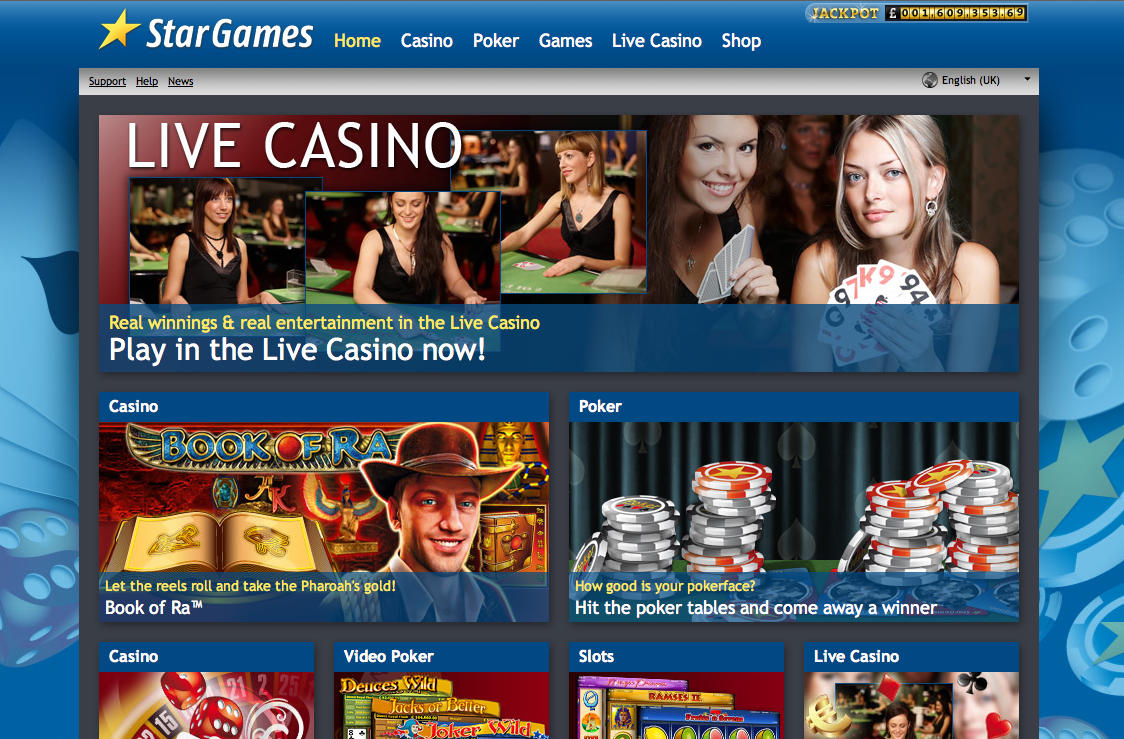 StarGames
Home Casino Poker Games Live Casino Shop
JACKPOT £ 001,609,353.69
Support Help News
English (UK)
LIVE CASINO
Real winnings & real entertainment in the Live Casino
Play in the Live Casino now!
Casino
BOOK OF RA
A K
Let the reels roll and take the Pharoah's gold!
Book of Ra™
Poker
How good is your pokerface?
Hit the poker tables and come away a winner
Casino
Video Poker
Deuces Wild
Jacks or Better
Joker Wild
Slots
RAMSES II
Live Casino